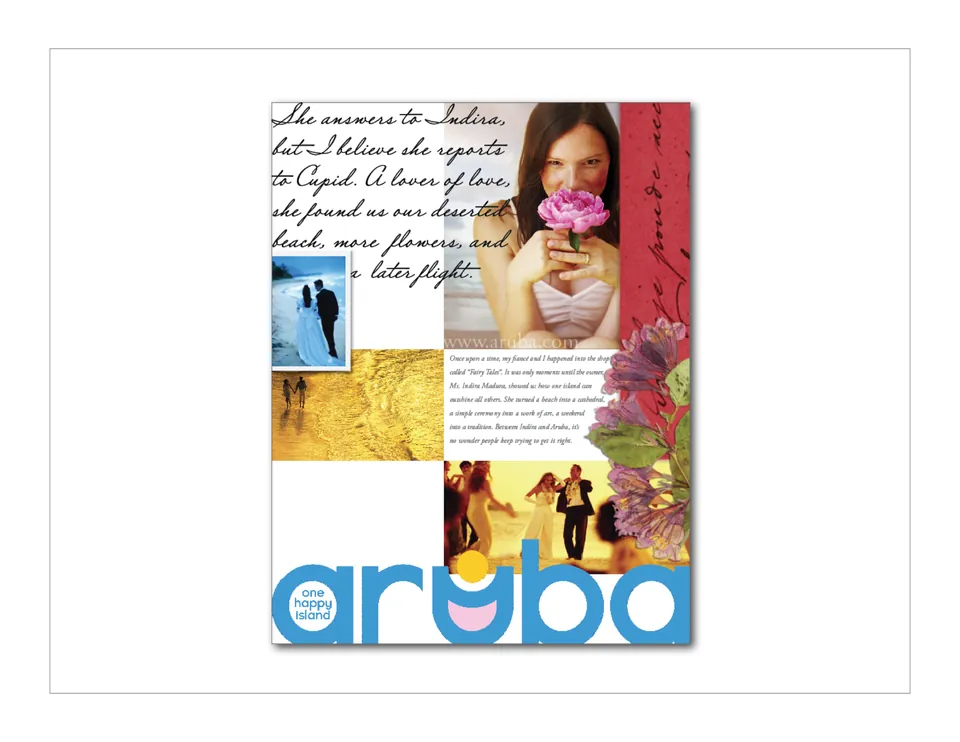 She answers to Indira,
but I believe she reports
to Cupid. A lover of love,
she found us our deserted
beach, more flowers, and
a later flight.
www.aruba.com
Once upon a time, my fiancé and I happened into the shop
called "Fairy Tales". It was only moments until the owner,
Ms. Indira Madura, showed us how one island can
outshine all others. She turned a beach into a cathedral,
a simple ceremony into a work of art, a weekend
into a tradition. Between Indira and Aruba, it's
no wonder people keep trying to get it right.
aruba
one
happy
island